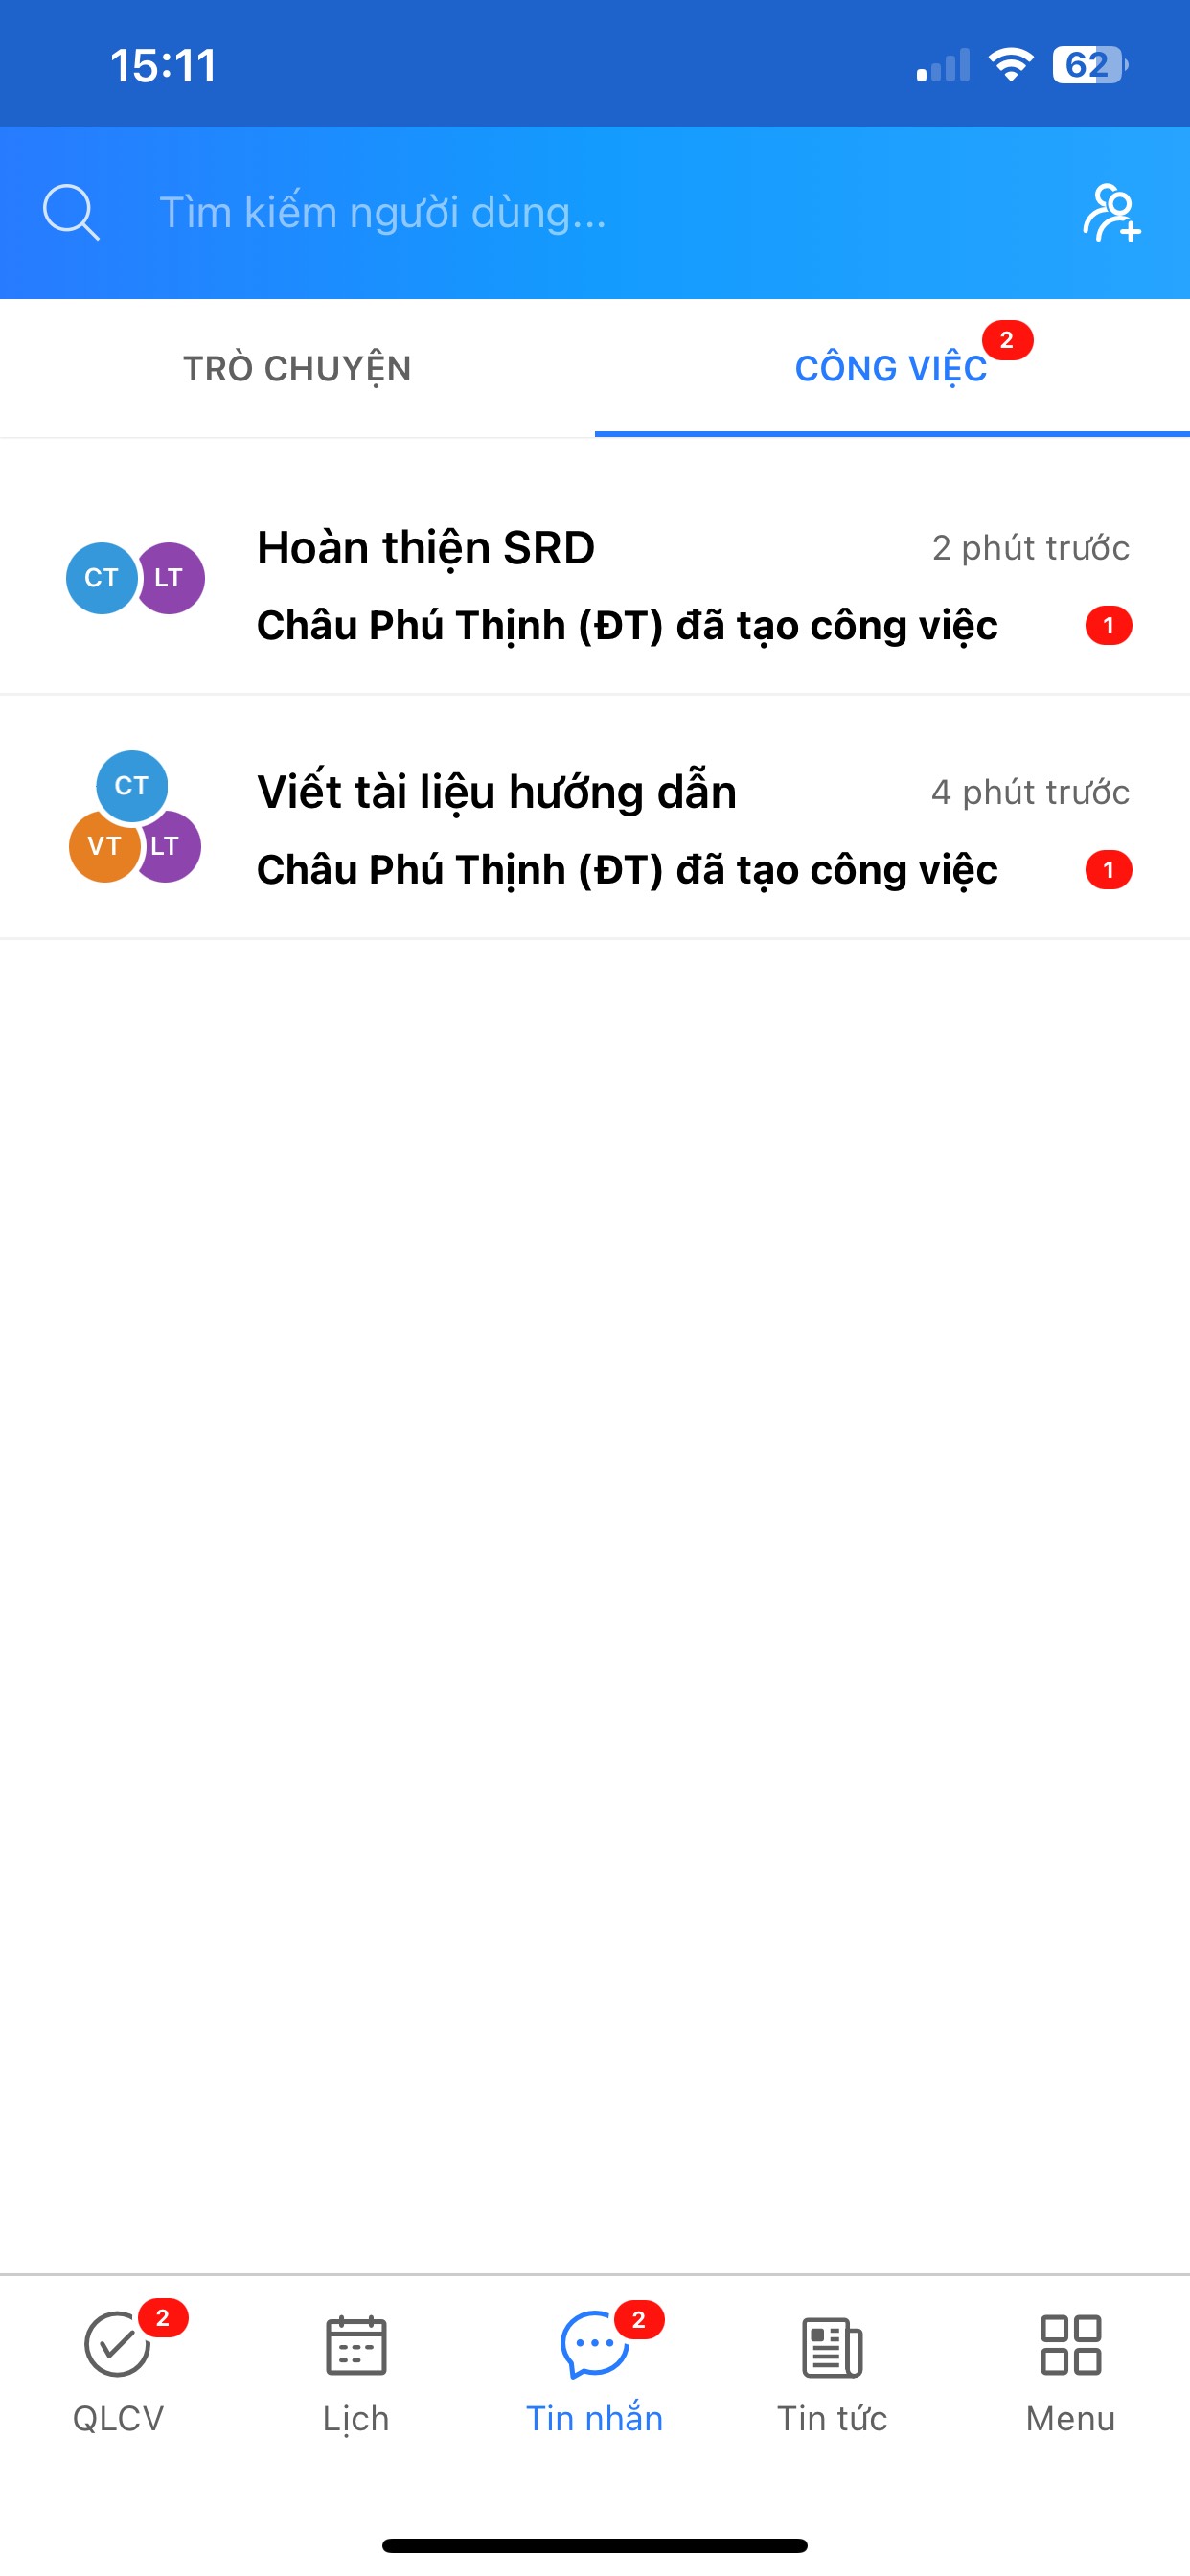 15:11
62
Tìm kiếm người dùng...
TRÒ CHUYỆN
CÔNG VIỆC
2
CT
LT
Hoàn thiện SRD
2 phút trước
Châu Phú Thịnh (ĐT) đã tạo công việc
1
CT
VT
LT
Viết tài liệu hướng dẫn
4 phút trước
Châu Phú Thịnh (ĐT) đã tạo công việc
1
2
QLCV
Lịch
2
Tin nhắn
Tin tức
Menu